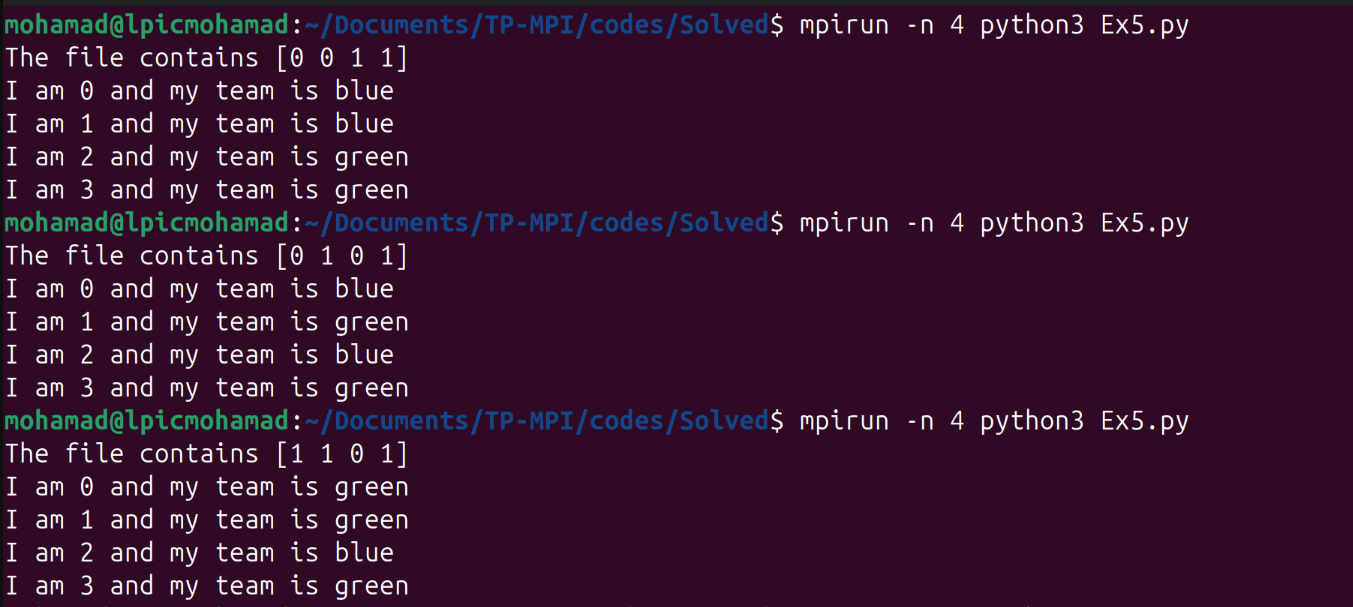 mohamad@lpicmohamad:~/Documents/TP-MPI/codes/Solved$ mpirun -n 4 python3 Ex5.py
The file contains [0 0 1 1]
I am 0 and my team is blue
I am 1 and my team is blue
I am 2 and my team is green
I am 3 and my team is green
mohamad@lpicmohamad:~/Documents/TP-MPI/codes/Solved$ mpirun -n 4 python3 Ex5.py
The file contains [0 1 0 1]
I am 0 and my team is blue
I am 1 and my team is green
I am 2 and my team is blue
I am 3 and my team is green
mohamad@lpicmohamad:~/Documents/TP-MPI/codes/Solved$ mpirun -n 4 python3 Ex5.py
The file contains [1 1 0 1]
I am 0 and my team is green
I am 1 and my team is green
I am 2 and my team is blue
I am 3 and my team is green